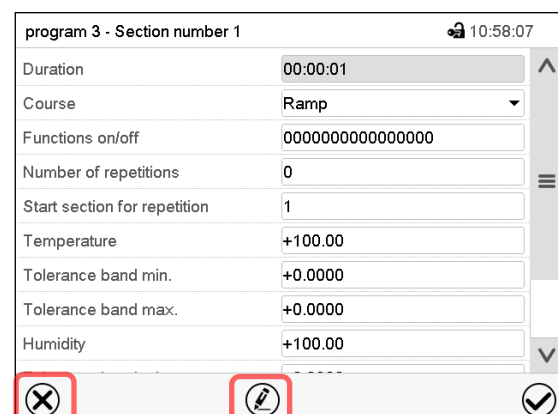 program 3 - Section number 1 10:58:07
Duration 00:00:01
Course Ramp
Functions on/off 0000000000000000
Number of repetitions 0
Start section for repetition 1
Temperature +100.00
Tolerance band min. +0.0000
Tolerance band max. +0.0000
Humidity +100.00